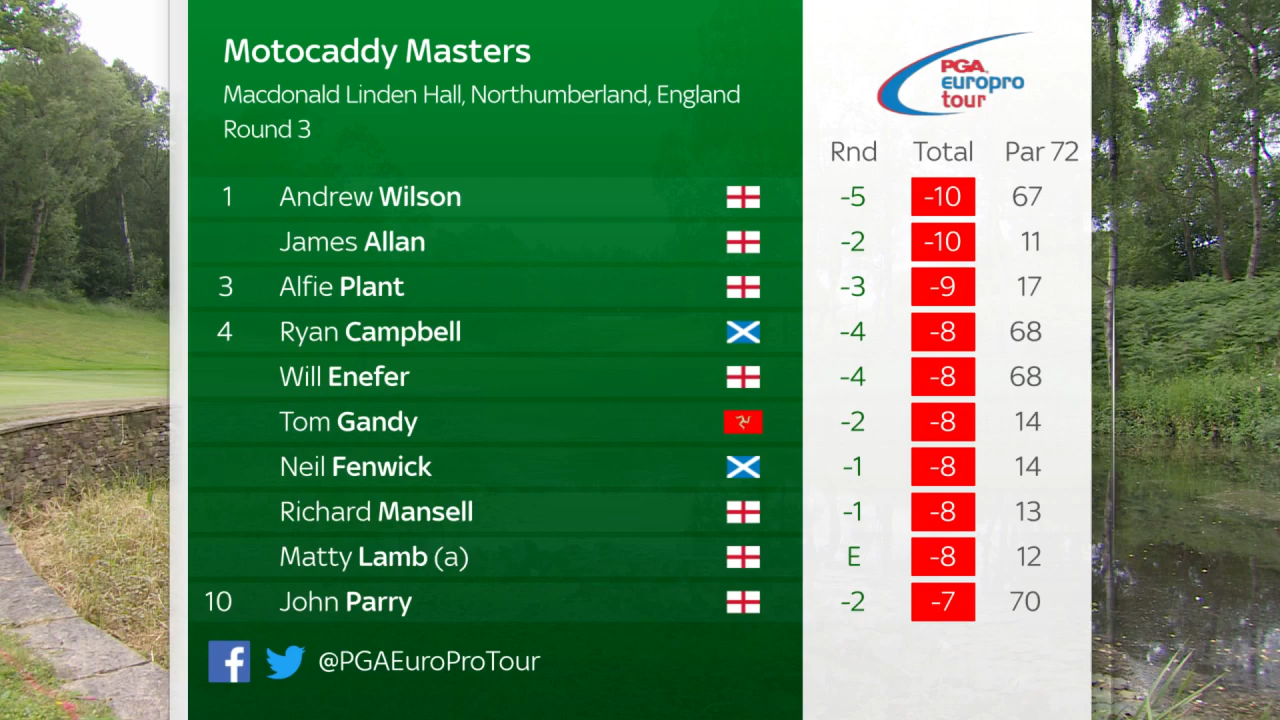 Motocaddy Masters
Macdonald Linden Hall, Northumberland, England
Round 3
PGA
europro
tour
Rnd Total Par 72
1 Andrew Wilson -5 -10 67
James Allan -2 -10 11
3 Alfie Plant -3 -9 17
4 Ryan Campbell -4 -8 68
Will Enefer -4 -8 68
Tom Gandy -2 -8 14
Neil Fenwick -1 -8 14
Richard Mansell -1 -8 13
Matty Lamb (a) E -8 12
10 John Parry -2 -7 70
@PGAEuroProTour